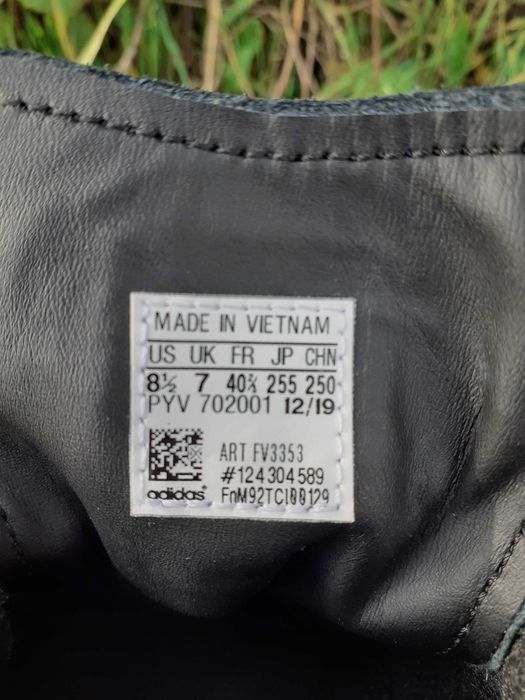 MADE IN VIETNAM
US UK FR JP CHN
8½ 7 40⅔ 255 250
PYV 702001 12/19
ART FV3353
#124304589
adidas®